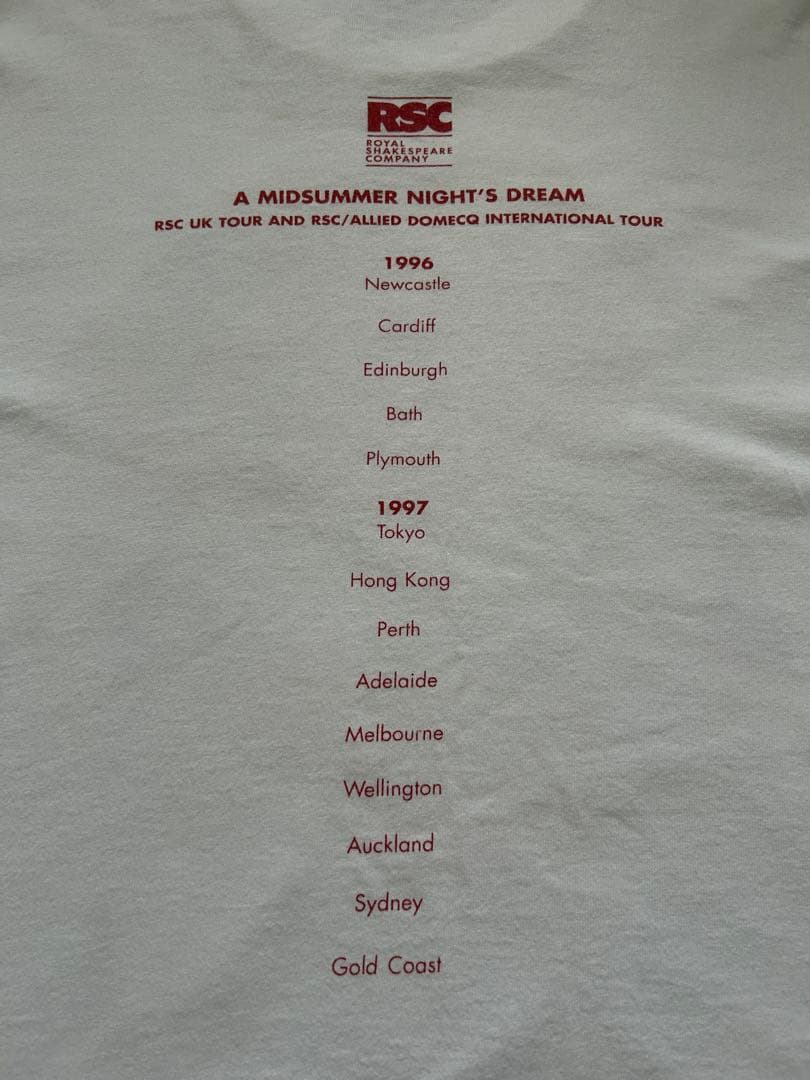 RSC
ROYAL
SHAKESPEARE
COMPANY
A MIDSUMMER NIGHT'S DREAM
RSC UK TOUR AND RSC/ALLIED DOMECQ INTERNATIONAL TOUR
1996
Newcastle
Cardiff
Edinburgh
Bath
Plymouth
1997
Tokyo
Hong Kong
Perth
Adelaide
Melbourne
Wellington
Auckland
Sydney
Gold Coast